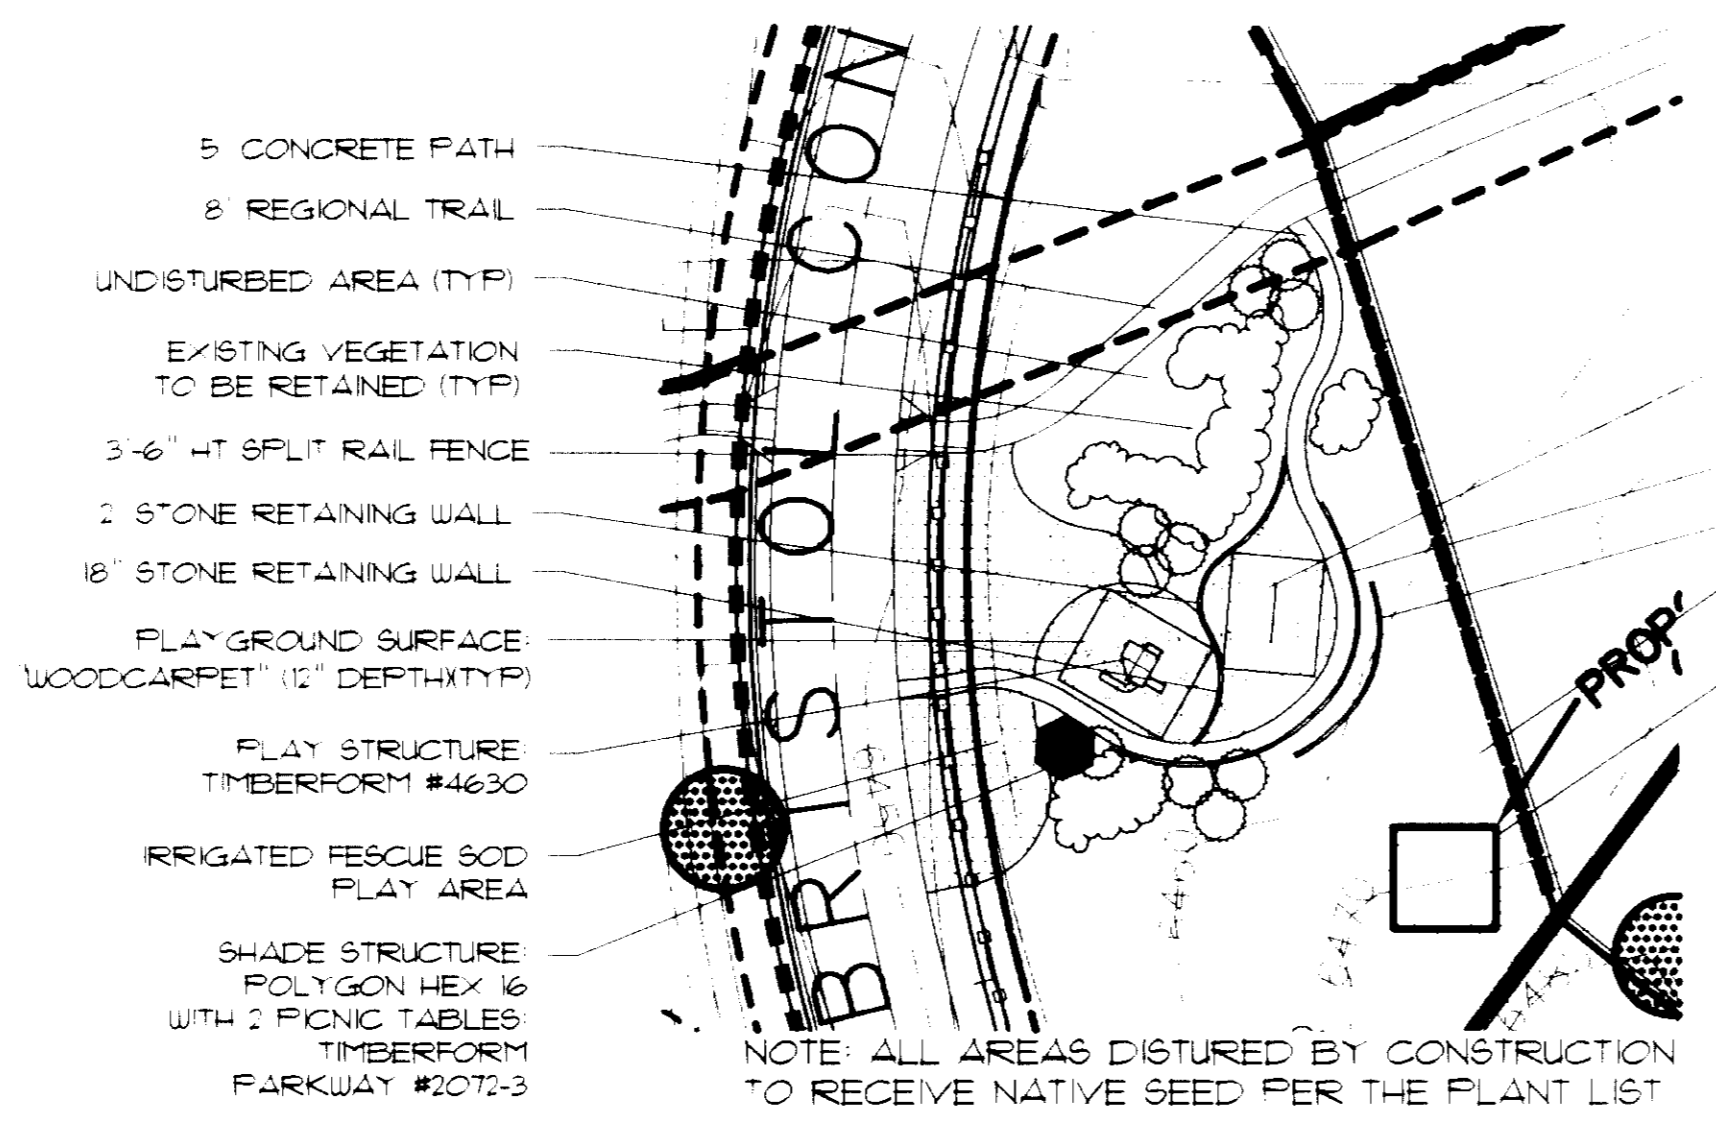 5' CONCRETE PATH
8' REGIONAL TRAIL
UNDISTURBED AREA (TYP)
EXISTING VEGETATION
TO BE RETAINED (TYP)
3'-6" HT SPLIT RAIL FENCE
2' STONE RETAINING WALL
18" STONE RETAINING WALL
PLAYGROUND SURFACE:
"WOODCARPET" (12" DEPTH)(TYP)
PLAY STRUCTURE:
TIMBERFORM #4630
IRRIGATED FESCUE SOD
PLAY AREA
SHADE STRUCTURE:
POLYGON HEX 16
WITH 2 PICNIC TABLES:
TIMBERFORM
PARKWAY #2072-3
BRISTOL CON
PROP
NOTE: ALL AREAS DISTURED BY CONSTRUCTION
TO RECEIVE NATIVE SEED PER THE PLANT LIST